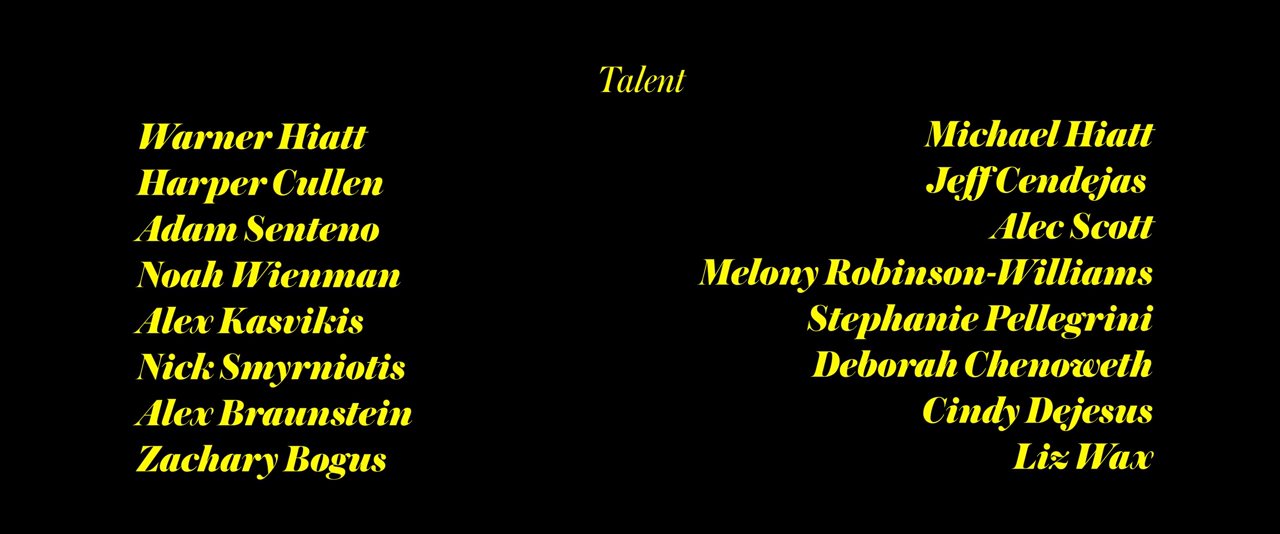 Talent
Warner Hiatt
Harper Cullen
Adam Senteno
Noah Wienman
Alex Kasvikis
Nick Smyrniotis
Alex Braunstein
Zachary Bogus
Michael Hiatt
Jeff Cendejas
Alec Scott
Melony Robinson-Williams
Stephanie Pellegrini
Deborah Chenoweth
Cindy Dejesus
Liz Wax